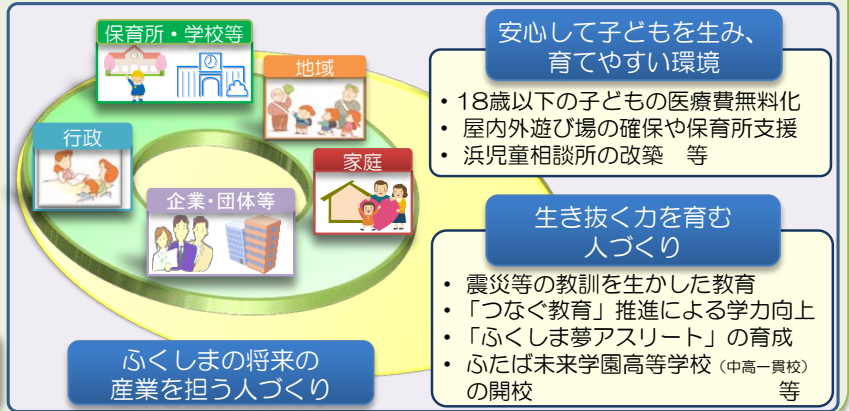 保育所・学校等
地域
行政
家庭
企業・団体等
ふくしまの将来の
産業を担う人づくり
安心して子どもを生み、
育てやすい環境
・18歳以下の子どもの医療費無料化
・屋内外遊び場の確保や保育所支援
・浜児童相談所の改築　等
生き抜く力を育む
人づくり
・震災等の教訓を生かした教育
・「つなぐ教育」推進による学力向上
・「ふくしま夢アスリート」の育成
・ふたば未来学園高等学校（中高一貫校）
の開校　等